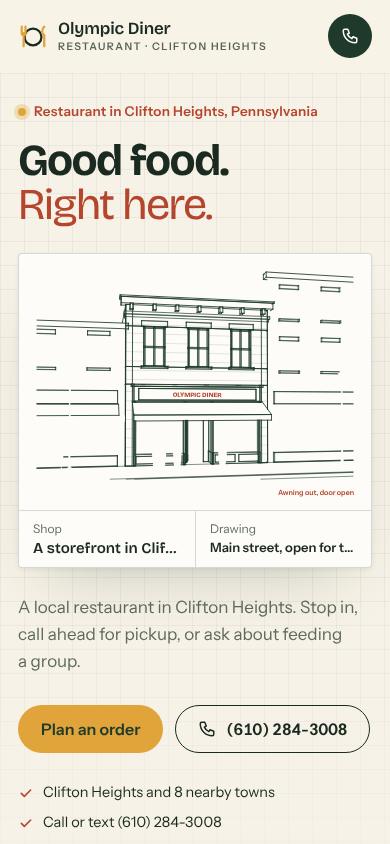 Olympic Diner
RESTAURANT · CLIFTON HEIGHTS
Restaurant in Clifton Heights, Pennsylvania
Good food.
Right here.
OLYMPIC DINER
Awning out, door open
Shop
A storefront in Clif...
Drawing
Main street, open for t...
A local restaurant in Clifton Heights. Stop in,
call ahead for pickup, or ask about feeding
a group.
Plan an order
(610) 284-3008
Clifton Heights and 8 nearby towns
Call or text (610) 284-3008